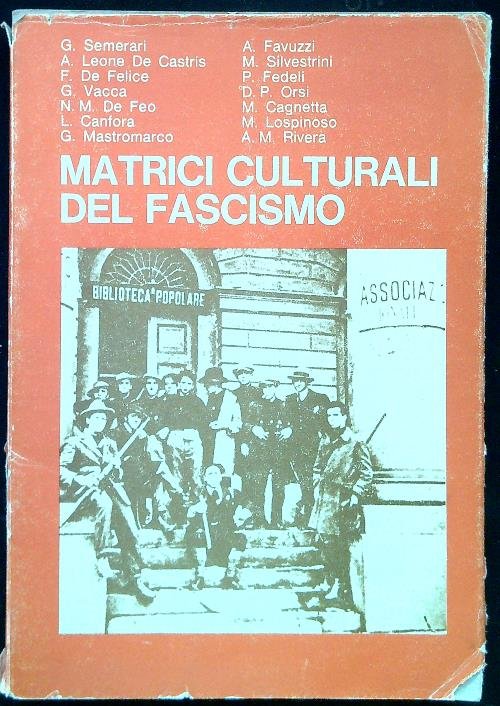 G. Semerari
A. Leone De Castris
F. De Felice
G. Vacca
N. M. De Feo
L. Canfora
G. Mastromarco
A. Favuzzi
M. Silvestrini
P. Fedeli
D. P. Orsi
M. Cagnetta
M. Lospinoso
A. M. Rivera
MATRICI CULTURALI
DEL FASCISMO
BIBLIOTECA POPOLARE
ASSOCIAZ